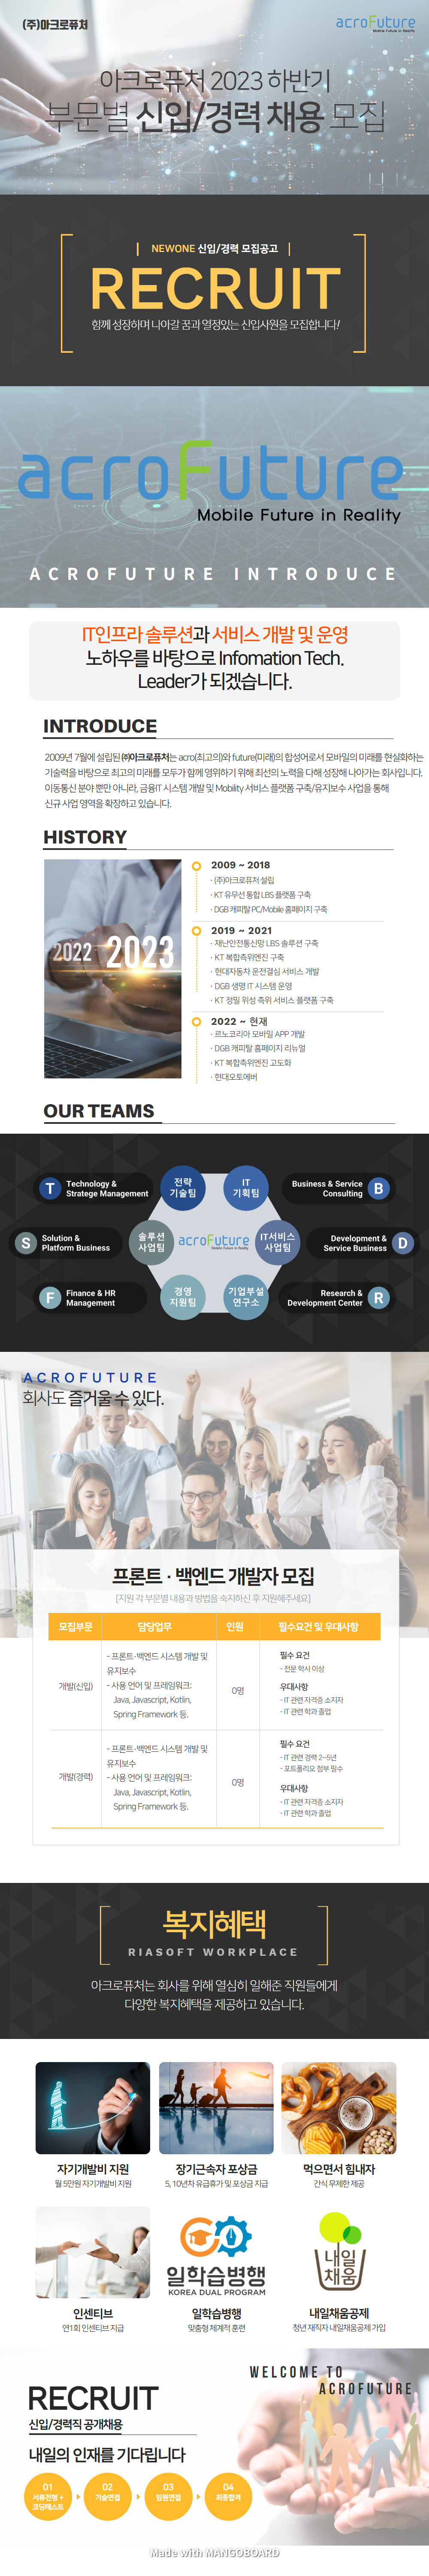 (주)아크로퓨처
acroFuture
Mobile Future in Reality
아크로퓨처 2023 하반기
부문별 신입/경력 채용 모집
NEWONE 신입/경력 모집공고
RECRUIT
함께 성장하며 나아갈 꿈과 열정있는 신입사원을 모집합니다!
acroFuture
Mobile Future in Reality
ACROFUTURE INTRODUCE
IT인프라 솔루션과 서비스 개발 및 운영
노하우를 바탕으로 Infomation Tech.
Leader가 되겠습니다.
INTRODUCE
2009년 7월에 설립된 ㈜아크로퓨처는 acro(최고의)와 future(미래)의 합성어로서 모바일의 미래를 현실화하는
기술력을 바탕으로 최고의 미래를 모두가 함께 영위하기 위해 최선의 노력을 다해 성장해 나아가는 회사입니다.
이동통신 분야 뿐만 아니라, 금융IT 시스템 개발 및 Mobility 서비스 플랫폼 구축/유지보수 사업을 통해
신규 사업 영역을 확장하고 있습니다.
HISTORY
2022 2023
2009 ~ 2018
· (주)아크로퓨처 설립
· KT 유무선 통합 LBS 플랫폼 구축
· DGB 캐피탈 PC/Mobile 홈페이지 구축
2019 ~ 2021
· 재난안전통신망 LBS 솔루션 구축
· KT 복합측위엔진 구축
· 현대자동차 운전결심 서비스 개발
· DGB 생명 IT 시스템 운영
· KT 정밀 위성 측위 서비스 플랫폼 구축
2022 ~ 현재
· 르노코리아 모바일 APP 개발
· DGB 캐피탈 홈페이지 리뉴얼
· KT 복합측위엔진 고도화
· 현대오토에버
OUR TEAMS
T Technology &
Stratege Management
전략
기술팀
IT
기획팀
Business & Service
Consulting B
S Solution &
Platform Business
솔루션
사업팀
acroFuture
Mobile Future in Reality
IT서비스
사업팀
Development &
Service Business D
F Finance & HR
Management
경영
지원팀
기업부설
연구소
Research &
Development Center R
ACROFUTURE
회사도 즐거울 수 있다.
프론트 · 백엔드 개발자 모집
[지원 각 부문별 내용과 방법을 숙지하신 후 지원해주세요]
모집부문 담당업무 인원 필수요건 및 우대사항
개발(신입)
- 프론트·백엔드 시스템 개발 및
유지보수
- 사용 언어 및 프레임워크:
Java, Javascript, Kotlin,
Spring Framework 등.
0명
필수 요건
- 전문 학사 이상
우대사항
- IT 관련 자격증 소지자
- IT 관련 학과 졸업
개발(경력)
- 프론트·백엔드 시스템 개발 및
유지보수
- 사용 언어 및 프레임워크:
Java, Javascript, Kotlin,
Spring Framework 등.
0명
필수 요건
- IT 관련 경력 2~5년
- 포트폴리오 첨부 필수
우대사항
- IT 관련 자격증 소지자
- IT 관련 학과 졸업
복지혜택
RIASOFT WORKPLACE
아크로퓨처는 회사를 위해 열심히 일해준 직원들에게
다양한 복지혜택을 제공하고 있습니다.
자기개발비 지원
월 5만원 자기개발비 지원
장기근속자 포상금
5, 10년차 유급휴가 및 포상금 지급
먹으면서 힘내자
간식 무제한 제공
인센티브
연1회 인센티브 지급
일학습병행
KOREA DUAL PROGRAM
일학습병행
맞춤형 체계적 훈련
내일
채움
내일채움공제
청년 재직자 내일채움공제 가입
WELCOME TO
ACROFUTURE
RECRUIT
신입/경력직 공개채용
내일의 인재를 기다립니다
01
서류전형 +
코딩테스트
02
기술면접
03
임원면접
04
최종합격
Made with MANGOBOARD